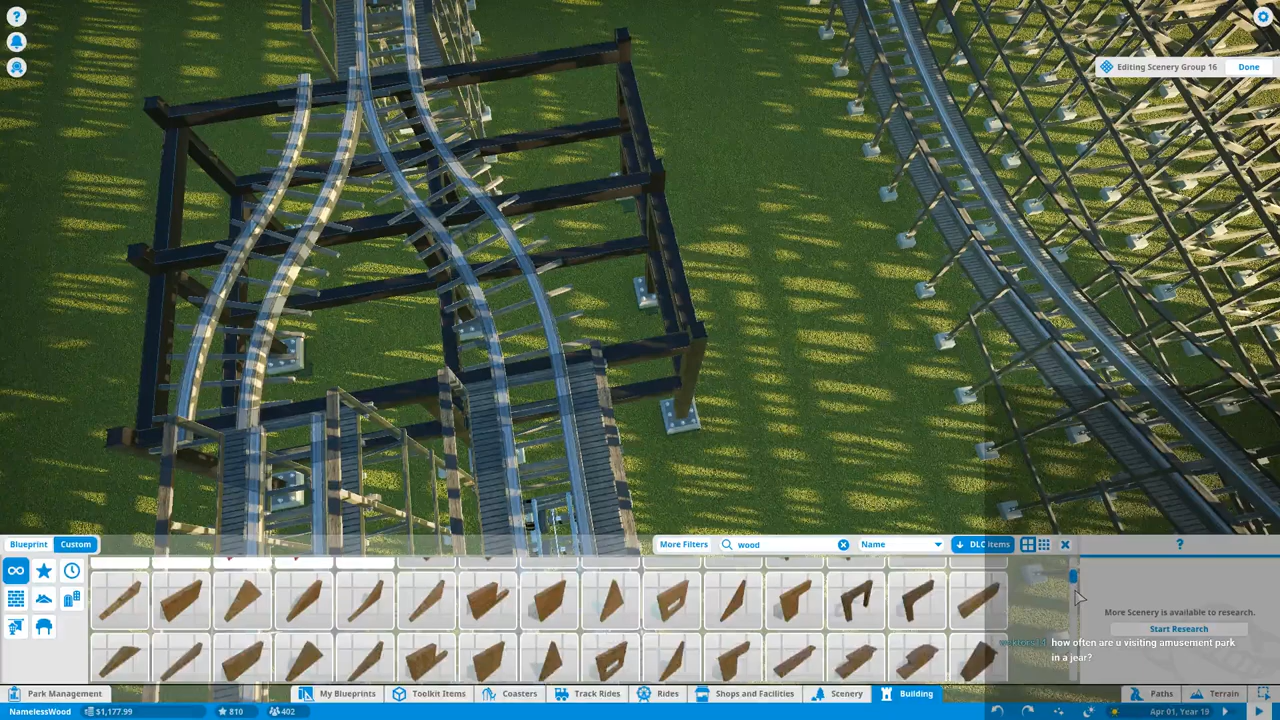 Editing Scenery Group 16
Done
Blueprint
Custom
More Filters
wood
Name
DLC Items
More Scenery is available to research.
Start Research
how often are u visiting amusement park
in a jear?
Park Management
My Blueprints
Toolkit Items
Coasters
Track Rides
Rides
Shops and Facilities
Scenery
Building
Paths
Terrain
NamelessWood
$1,177.99
810
402
Apr 01, Year 19